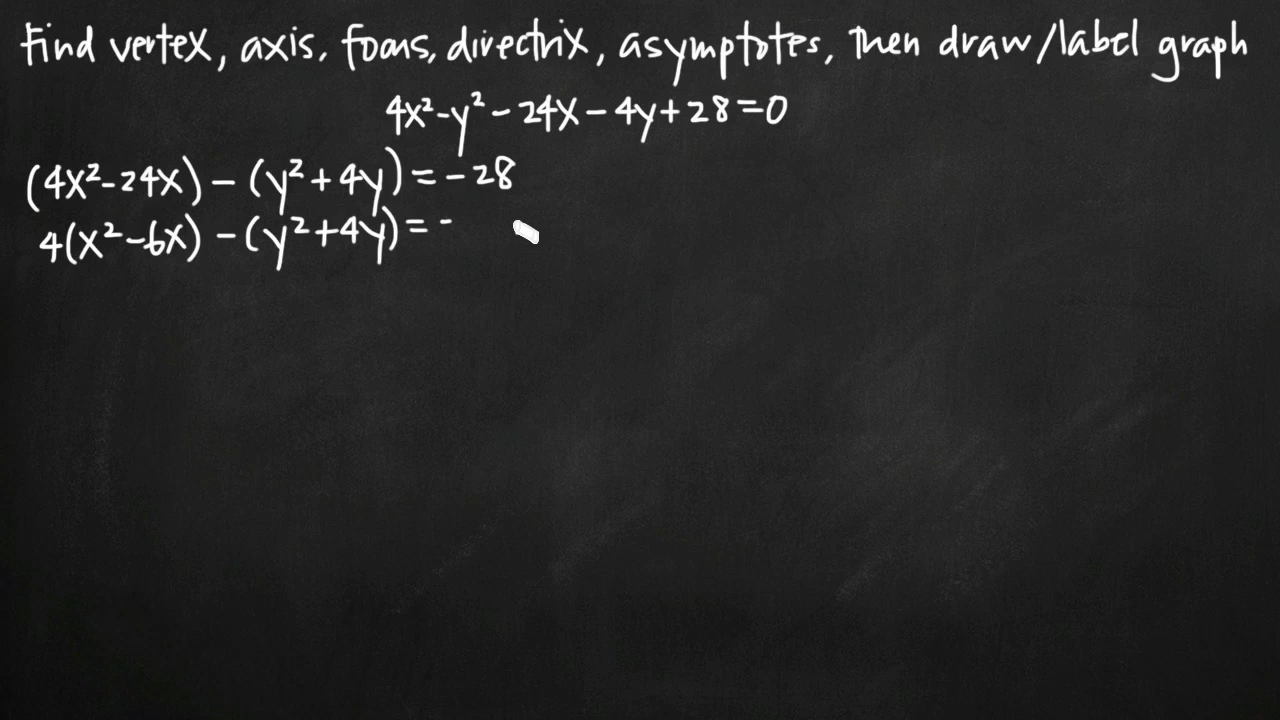 Find vertex, axis, focus, directrix, asymptotes, then draw/label graph
4x²-y²-24x-4y+28=0
(4x²-24x)-(y²+4y)=-28
4(x²-6x)-(y²+4y)=-